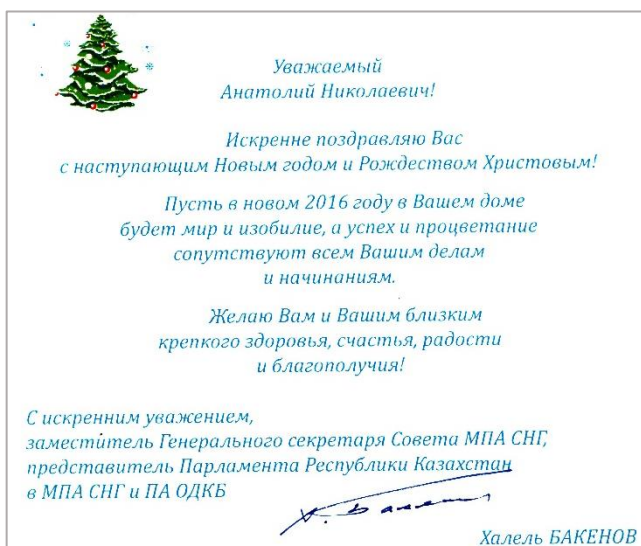 Уважаемый
Анатолий Николаевич!
Искренне поздравляю Вас
с наступающим Новым годом и Рождеством Христовым!
Пусть в новом 2016 году в Вашем доме
будет мир и изобилие, а успех и процветание
сопутствуют всем Вашим делам
и начинаниям.
Желаю Вам и Вашим близким
крепкого здоровья, счастья, радости
и благополучия!
С искренним уважением,
заместитель Генерального секретаря Совета МПА СНГ,
представитель Парламента Республики Казахстан
в МПА СНГ и ПА ОДКБ
Халель БАКЕНОВ